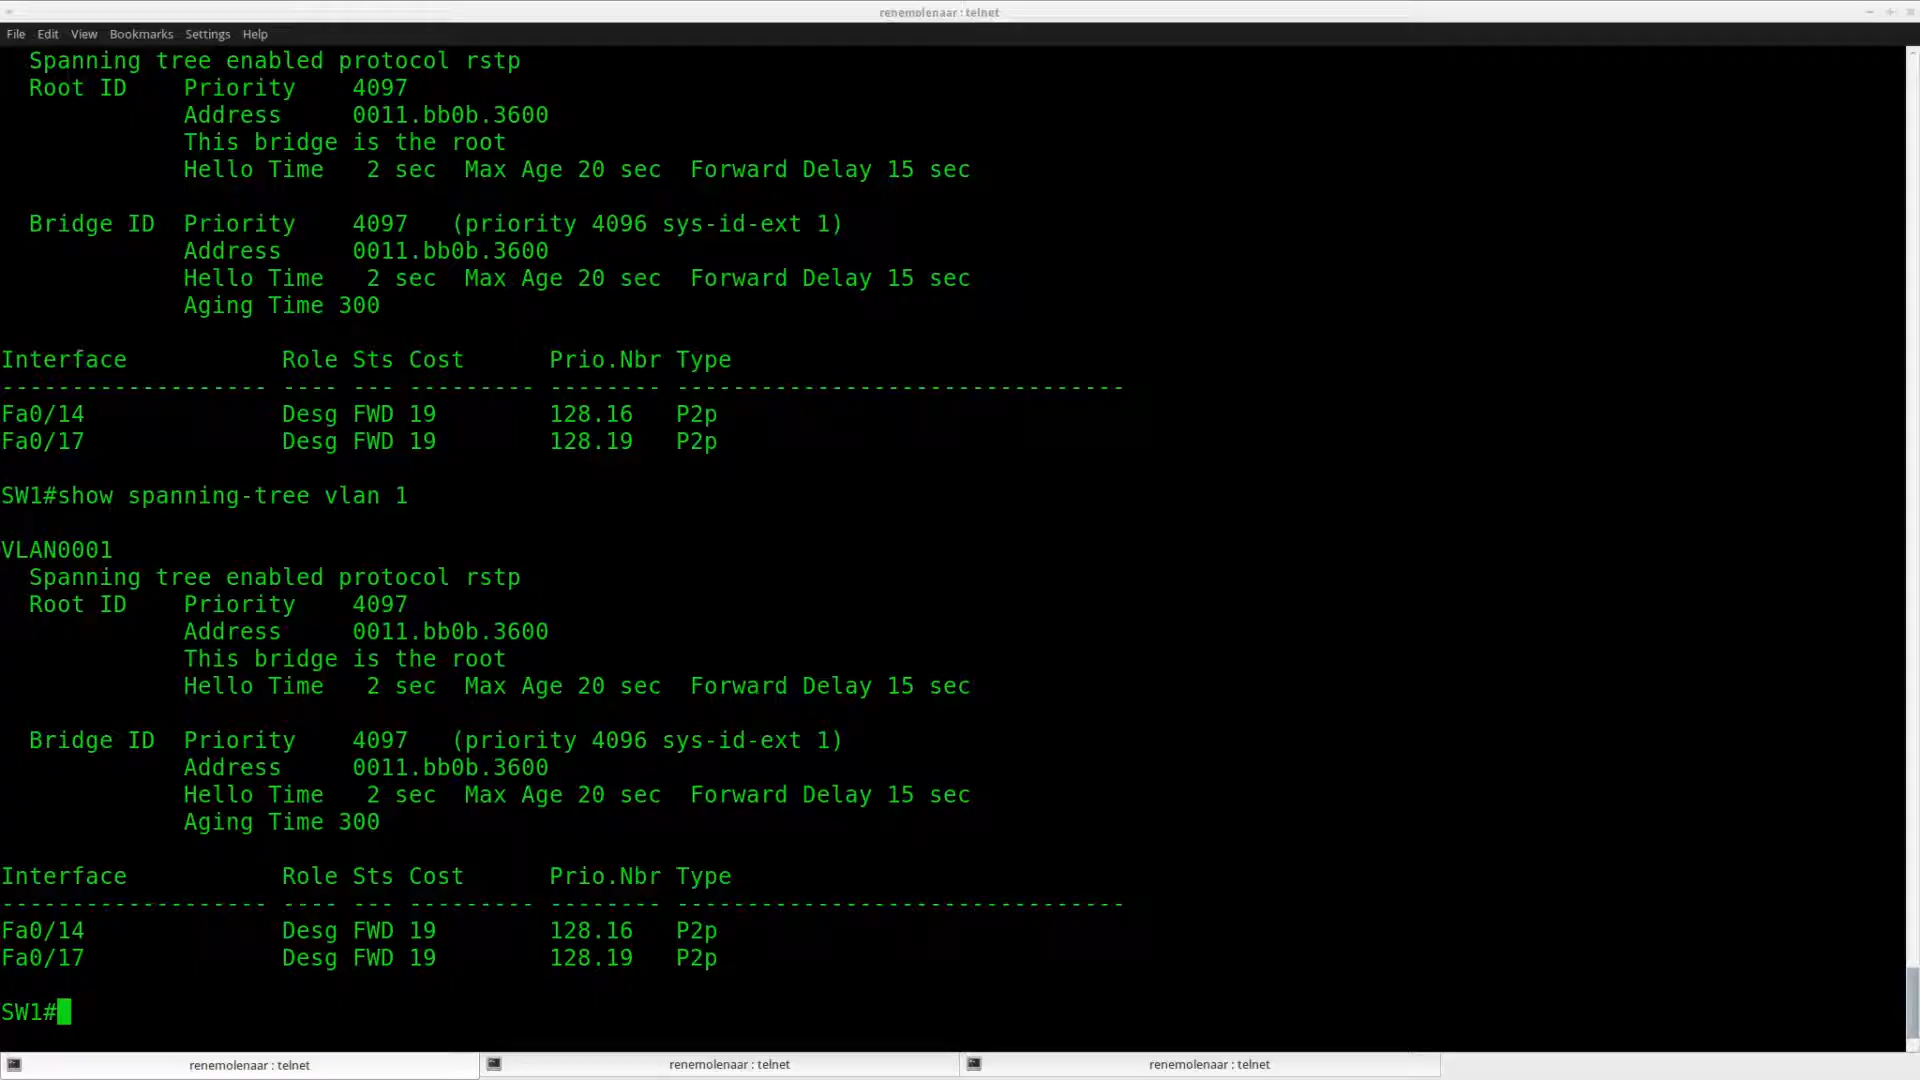 renemolenaar : telnet
File Edit View Bookmarks Settings Help
  Spanning tree enabled protocol rstp
  Root ID    Priority    4097
             Address     0011.bb0b.3600
             This bridge is the root
             Hello Time   2 sec  Max Age 20 sec  Forward Delay 15 sec
  Bridge ID  Priority    4097   (priority 4096 sys-id-ext 1)
             Address     0011.bb0b.3600
             Hello Time   2 sec  Max Age 20 sec  Forward Delay 15 sec
             Aging Time 300
Interface           Role Sts Cost      Prio.Nbr Type
------------------- ---- --- --------- -------- --------------------------------
Fa0/14              Desg FWD 19        128.16   P2p
Fa0/17              Desg FWD 19        128.19   P2p
SW1#show spanning-tree vlan 1
VLAN0001
  Spanning tree enabled protocol rstp
  Root ID    Priority    4097
             Address     0011.bb0b.3600
             This bridge is the root
             Hello Time   2 sec  Max Age 20 sec  Forward Delay 15 sec
  Bridge ID  Priority    4097   (priority 4096 sys-id-ext 1)
             Address     0011.bb0b.3600
             Hello Time   2 sec  Max Age 20 sec  Forward Delay 15 sec
             Aging Time 300
Interface           Role Sts Cost      Prio.Nbr Type
------------------- ---- --- --------- -------- --------------------------------
Fa0/14              Desg FWD 19        128.16   P2p
Fa0/17              Desg FWD 19        128.19   P2p
SW1#
renemolenaar : telnet renemolenaar : telnet renemolenaar : telnet